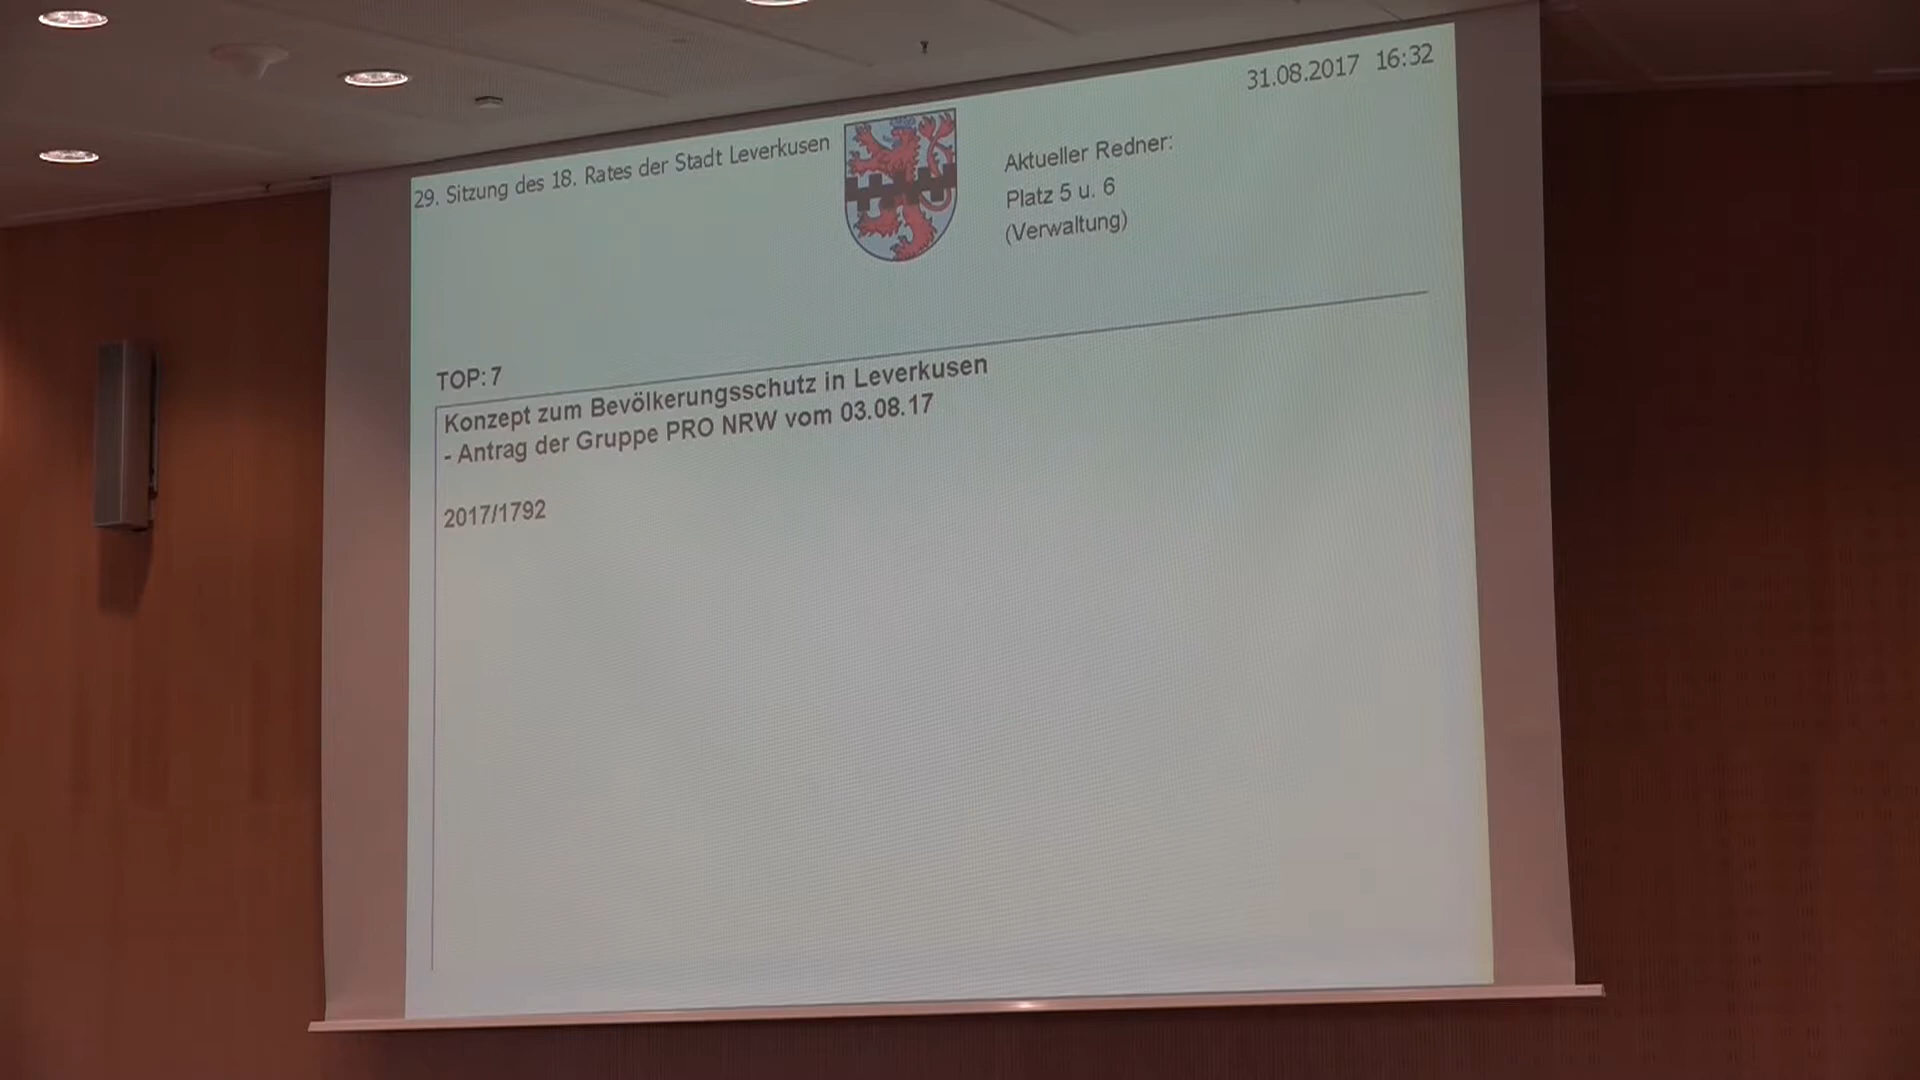 31.08.2017 16:32
29. Sitzung des 18. Rates der Stadt Leverkusen
Aktueller Redner:
Platz 5 u. 6
(Verwaltung)
TOP: 7
Konzept zum Bevölkerungsschutz in Leverkusen
- Antrag der Gruppe PRO NRW vom 03.08.17
2017/1792